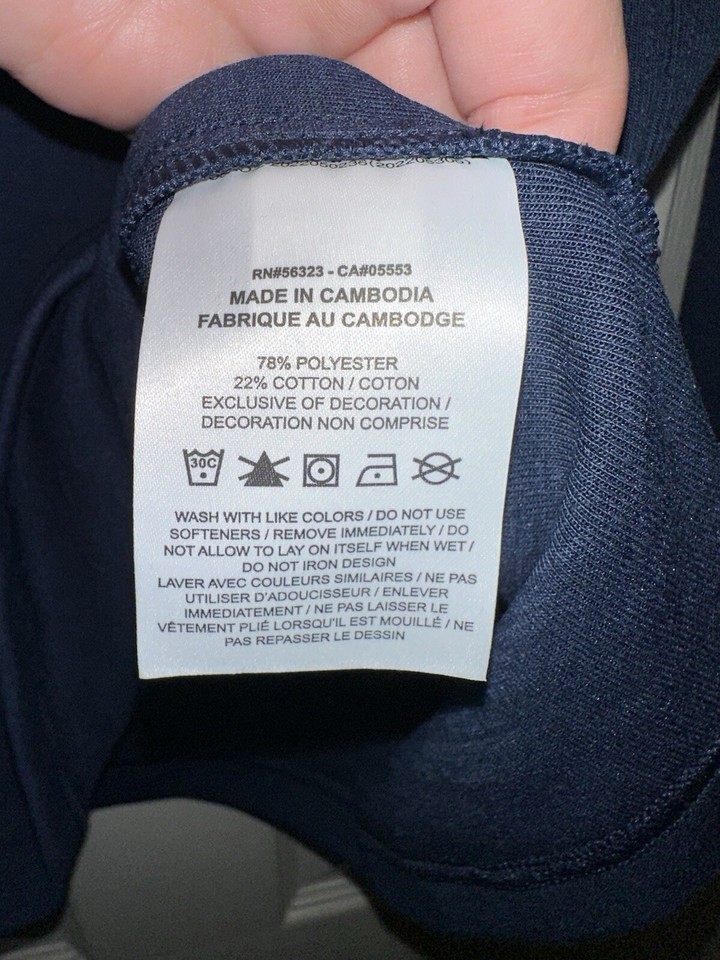 RN#56323 - CA#05553
MADE IN CAMBODIA
FABRIQUE AU CAMBODGE
78% POLYESTER
22% COTTON / COTON
EXCLUSIVE OF DECORATION /
DECORATION NON COMPRISE
30C
WASH WITH LIKE COLORS / DO NOT USE
SOFTENERS / REMOVE IMMEDIATELY / DO
NOT ALLOW TO LAY ON ITSELF WHEN WET /
DO NOT IRON DESIGN
LAVER AVEC COULEURS SIMILAIRES / NE PAS
UTILISER D'ADOUCISSEUR / ENLEVER
IMMEDIATEMENT / NE PAS LAISSER LE
VÊTEMENT PLIÉ LORSQU'IL EST MOUILLÉ / NE
PAS REPASSER LE DESSIN